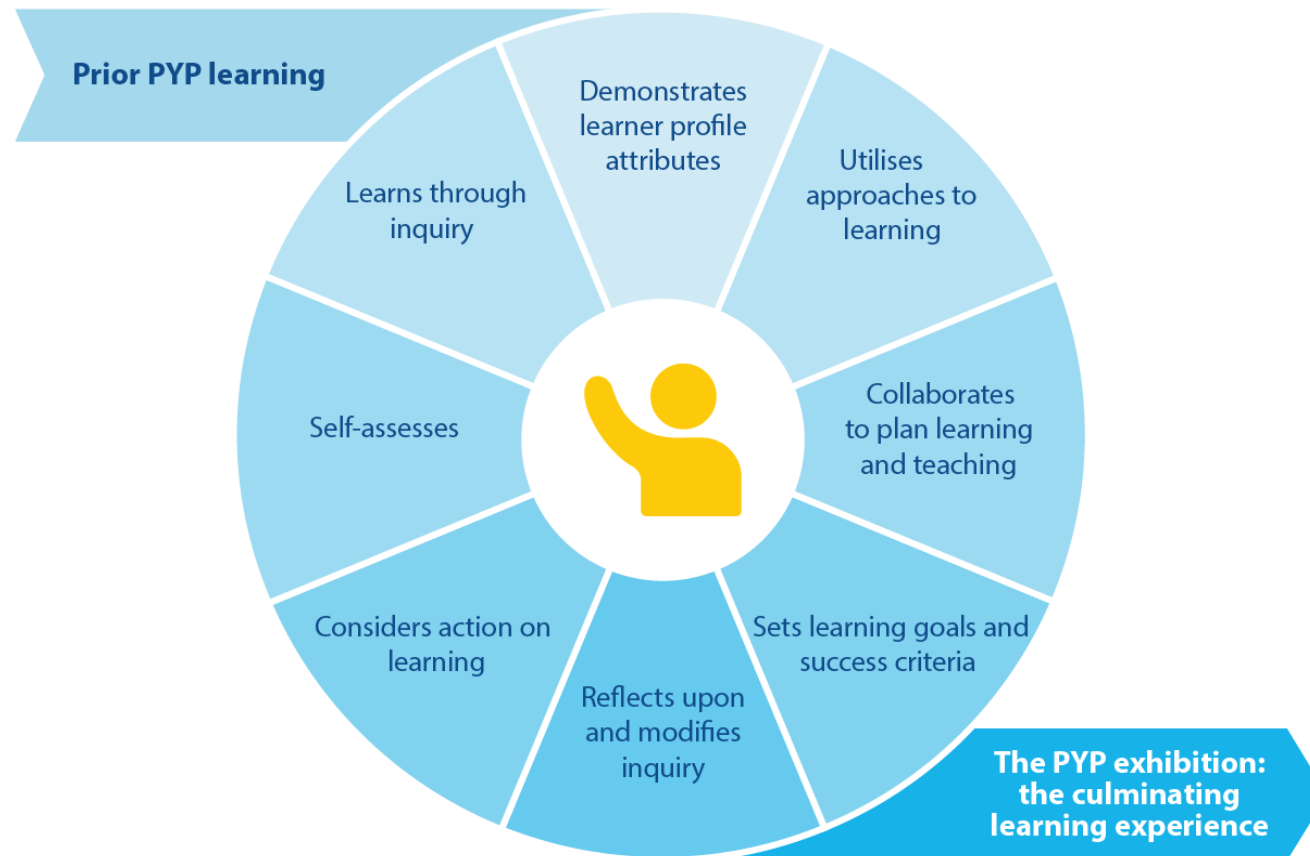 Prior PYP learning
Demonstrates
learner profile
attributes
Utilises
approaches to
learning
Collaborates
to plan learning
and teaching
Sets learning goals and
success criteria
Reflects upon
and modifies
inquiry
Considers action on
learning
Self-assesses
Learns through
inquiry
The PYP exhibition:
the culminating
learning experience